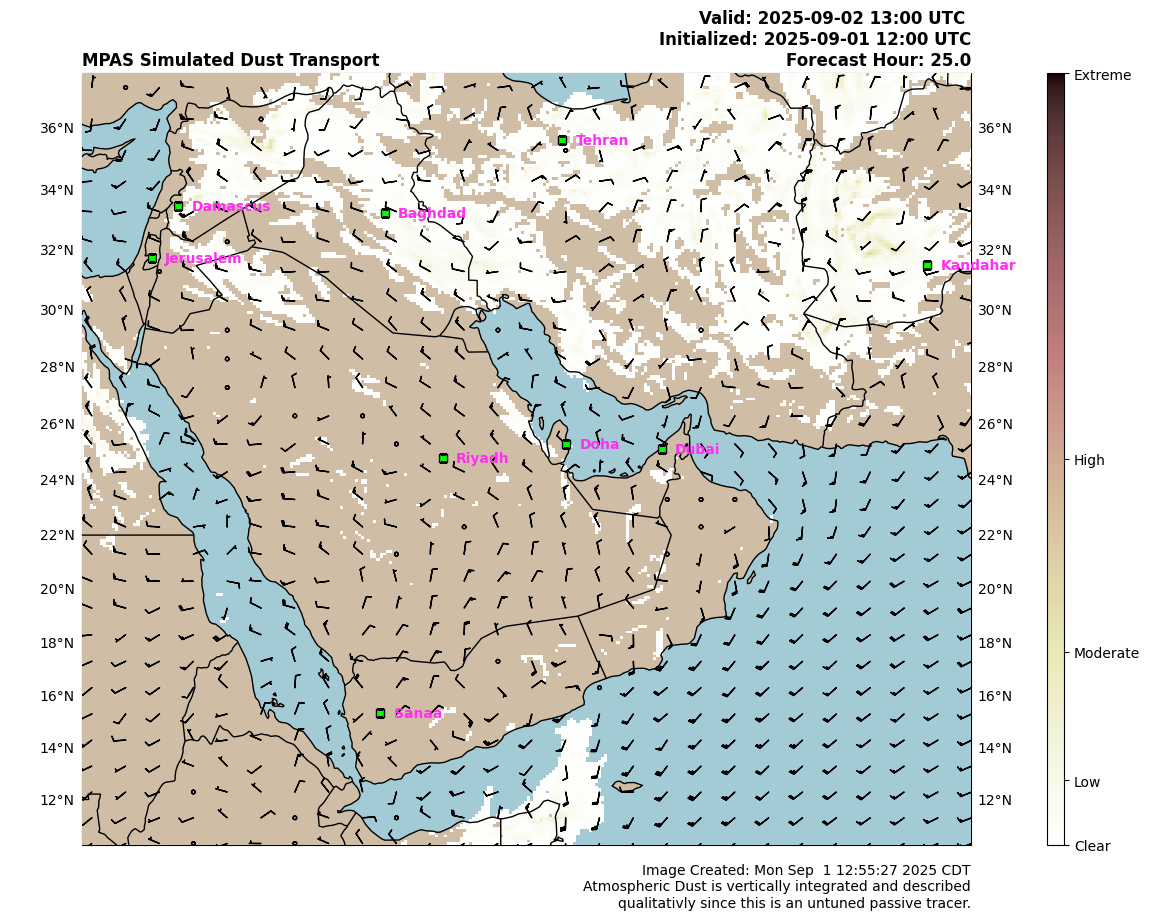 Valid: 2025-09-02 13:00 UTC
Initialized: 2025-09-01 12:00 UTC
MPAS Simulated Dust Transport
Forecast Hour: 25.0
Extreme
36°N
36°N
Tehran
34°N
34°N
Damascus
Baghdad
32°N
32°N
Jerusalem
Kandahar
30°N
30°N
28°N
28°N
26°N
26°N
Doha
Dubai
Riyadh
High
24°N
24°N
22°N
22°N
20°N
20°N
18°N
18°N
Moderate
16°N
16°N
Sanaa
14°N
14°N
Low
12°N
12°N
Clear
Image Created: Mon Sep  1 12:55:27 2025 CDT
Atmospheric Dust is vertically integrated and described
qualitativly since this is an untuned passive tracer.